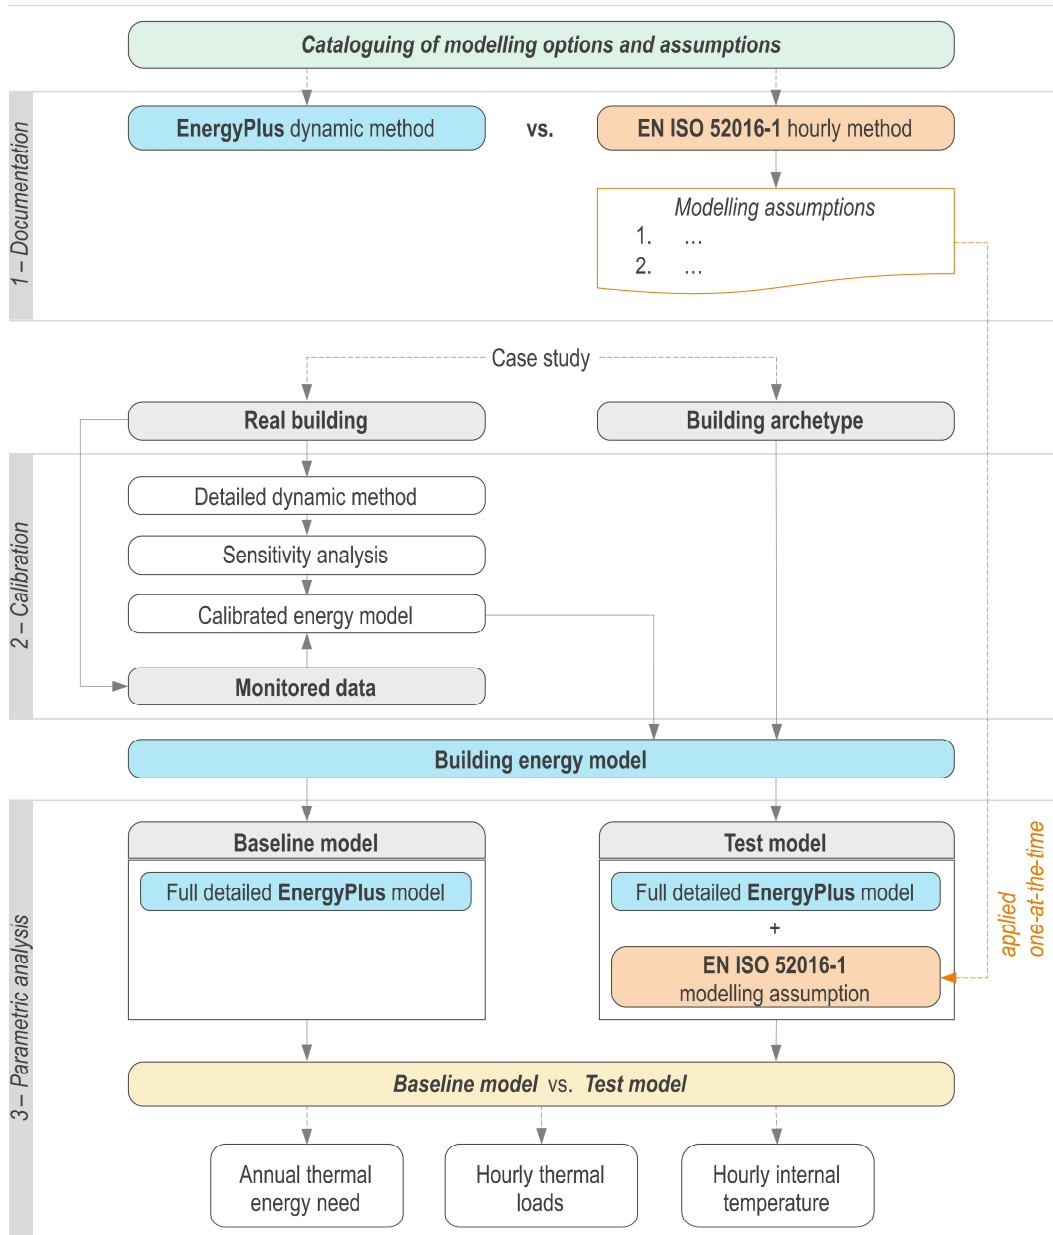 Cataloguing of modelling options and assumptions
1 – Documentation
EnergyPlus dynamic method
vs.
EN ISO 52016-1 hourly method
Modelling assumptions
1. ...
2. ...
Case study
Real building
Building archetype
2 – Calibration
Detailed dynamic method
Sensitivity analysis
Calibrated energy model
Monitored data
Building energy model
3 – Parametric analysis
Baseline model
Full detailed EnergyPlus model
Test model
Full detailed EnergyPlus model
+
EN ISO 52016-1
modelling assumption
applied
one-at-the-time
Baseline model vs. Test model
Annual thermal
energy need
Hourly thermal
loads
Hourly internal
temperature